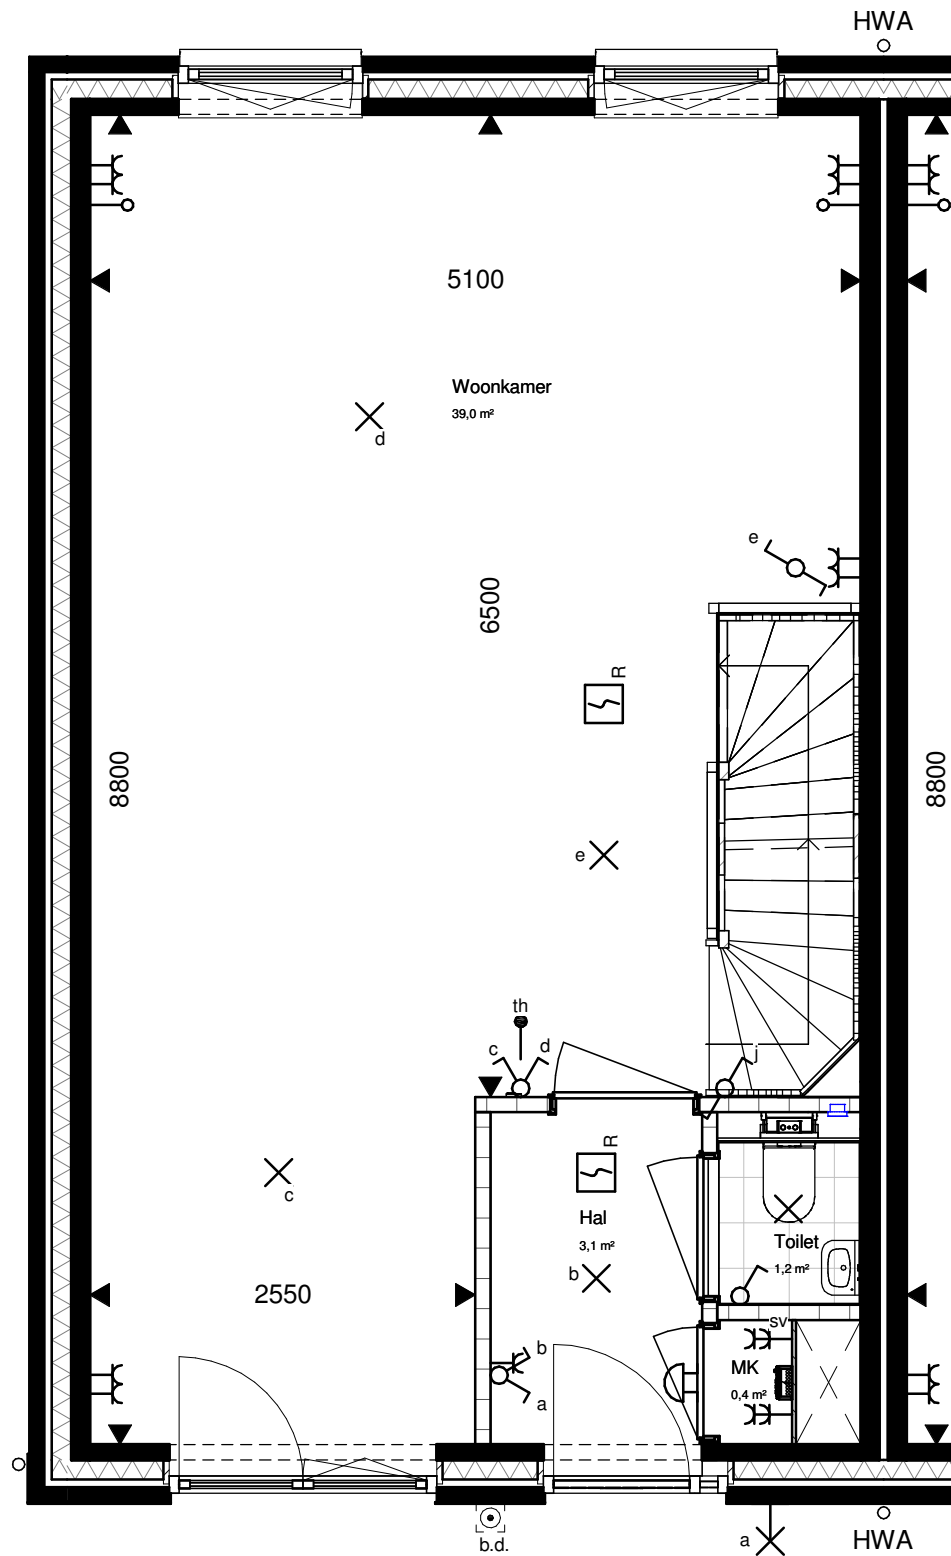 HWA
5100
Woonkamer
39,0 m²
d
e
6500
R
8800
8800
e
th
c
d
j
c
R
Hal
3,1 m²
b
Toilet
1,2 m²
2550
SV
b
MK
0,4 m²
a
b.d.
a
HWA